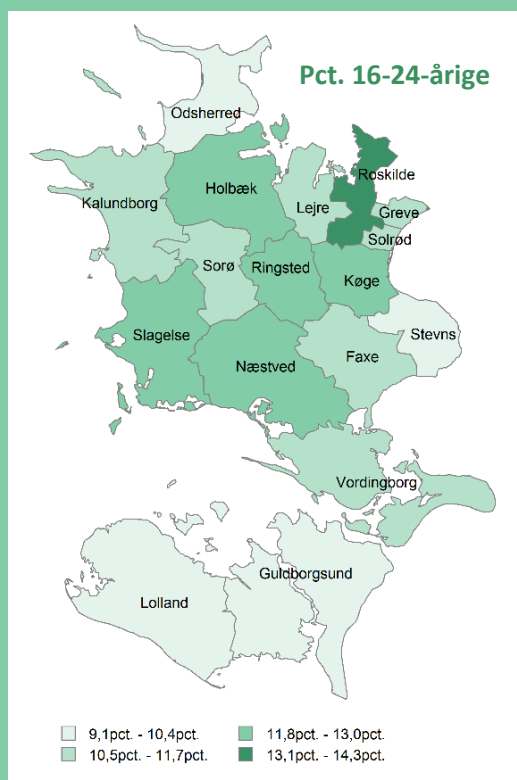 Pct. 16-24-årige
Odsherred
Roskilde
Holbæk
Kalundborg
Lejre
Greve
Solrød
Sorø
Ringsted
Køge
Slagelse
Stevns
Næstved
Faxe
Vordingborg
Guldborgsund
Lolland
9,1pct. - 10,4pct.
11,8pct. - 13,0pct.
10,5pct. - 11,7pct.
13,1pct. - 14,3pct.